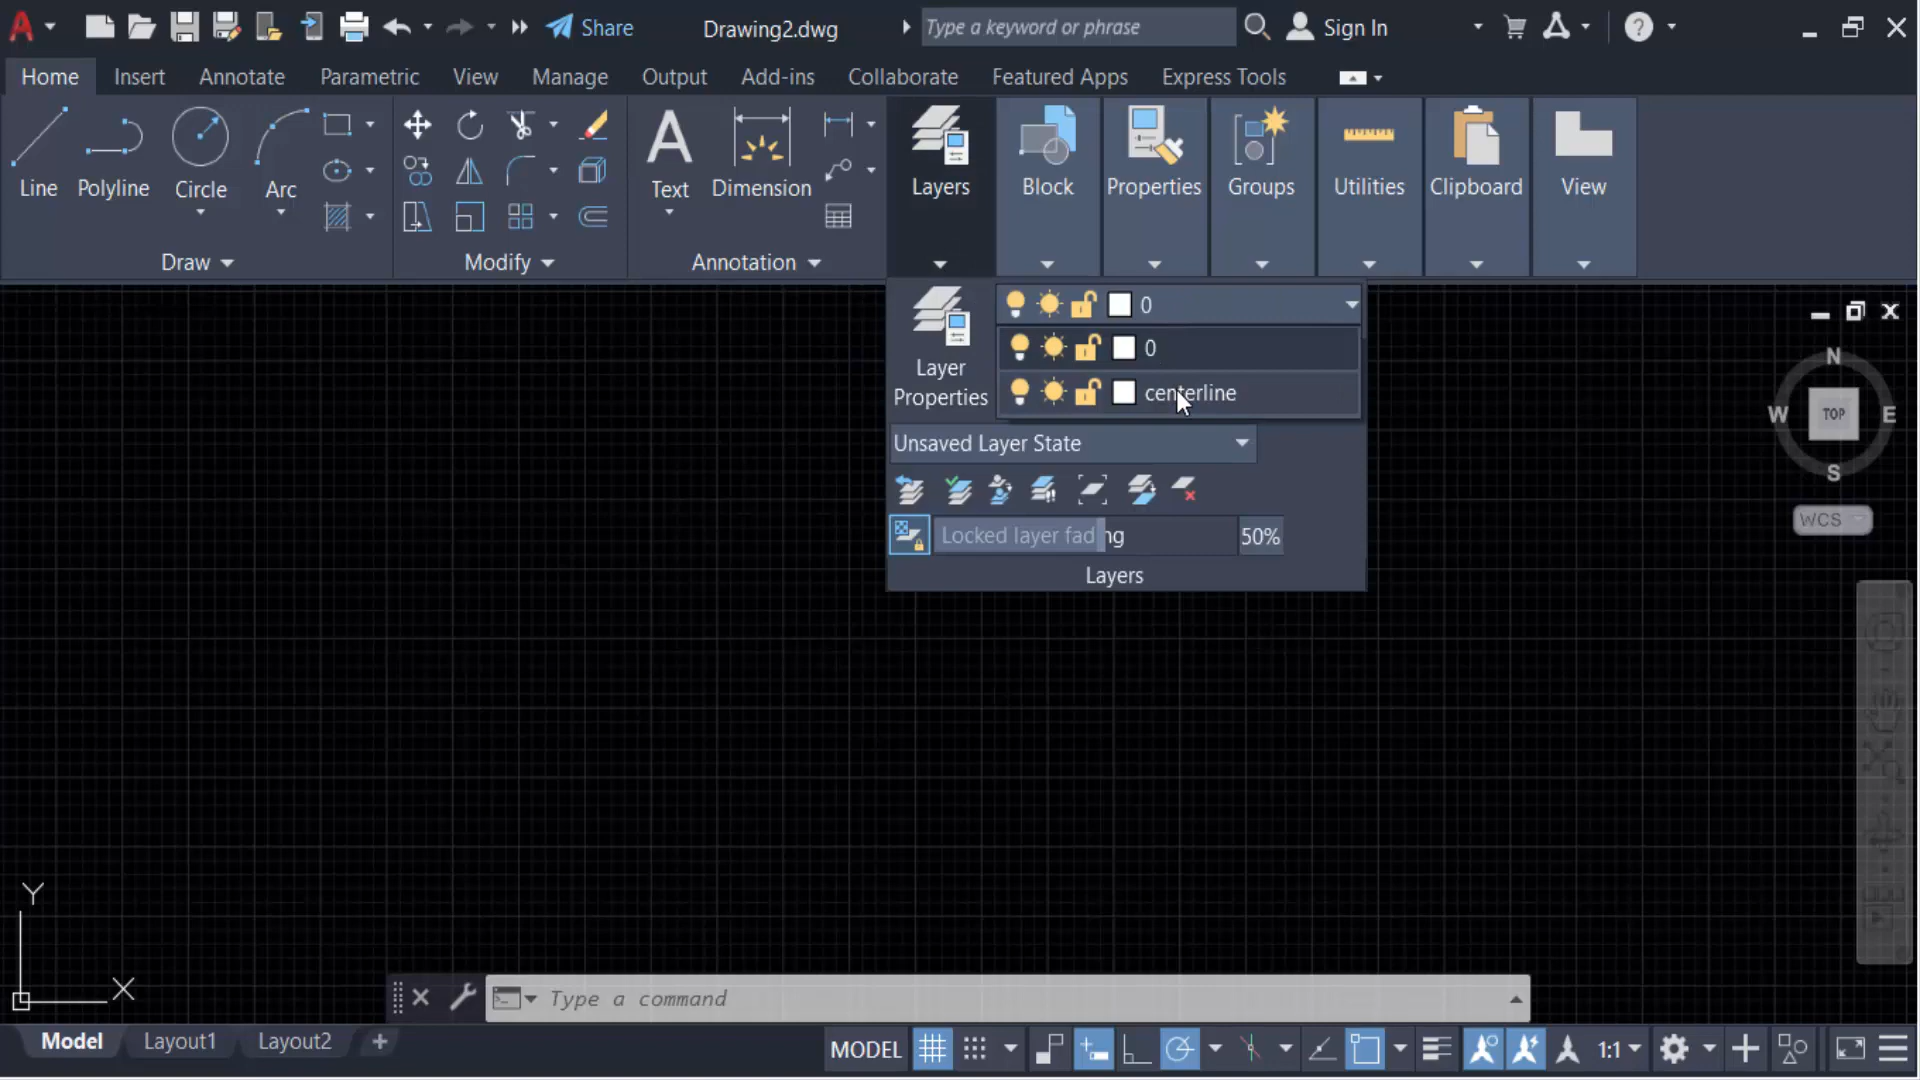 Share
Drawing2.dwg
Type a keyword or phrase
Sign In
Home
Insert
Annotate
Parametric
View
Manage
Output
Add-ins
Collaborate
Featured Apps
Express Tools
Line
Polyline
Circle
Arc
Text
Dimension
Layers
Block
Properties
Groups
Utilities
Clipboard
View
Draw
Modify
Annotation
Layer
Properties
0
0
centerline
Unsaved Layer State
Locked layer fading
50%
Layers
N
W
TOP
E
S
WCS
Y
X
Type a command
Model
Layout1
Layout2
MODEL
1:1